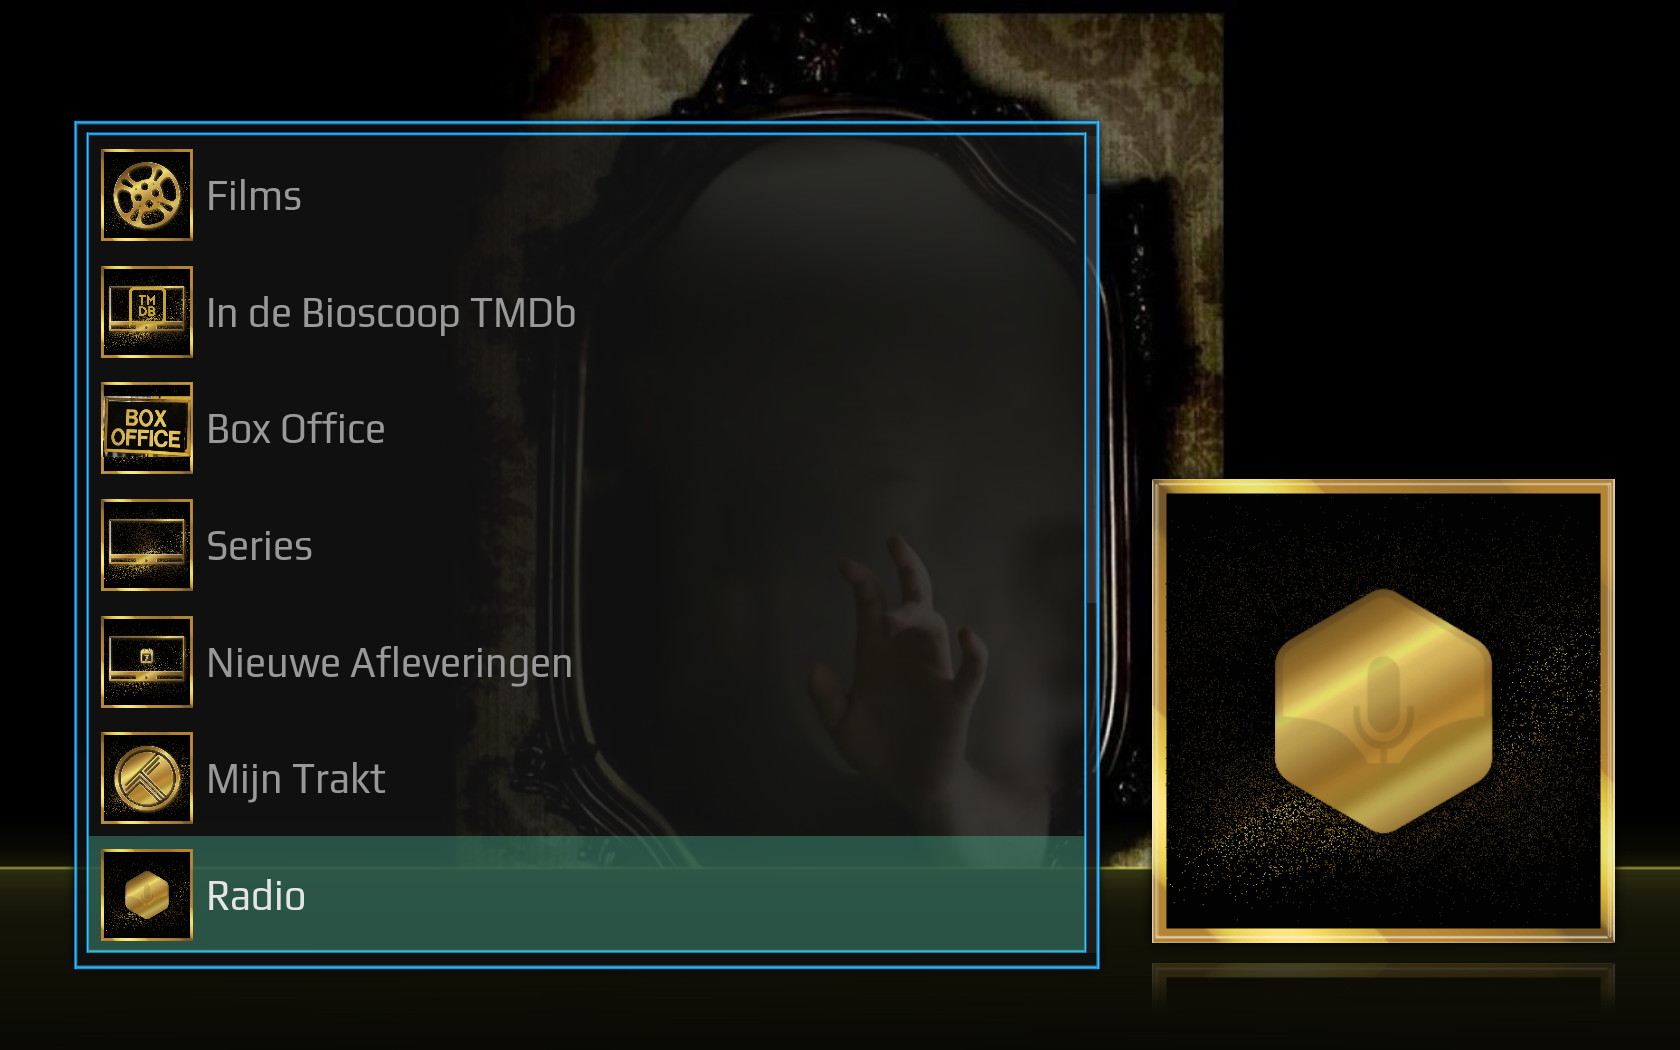 Films
TM
DB
In de Bioscoop TMDb
BOX
OFFICE
Box Office
Series
Nieuwe Afleveringen
Mijn Trakt
Radio